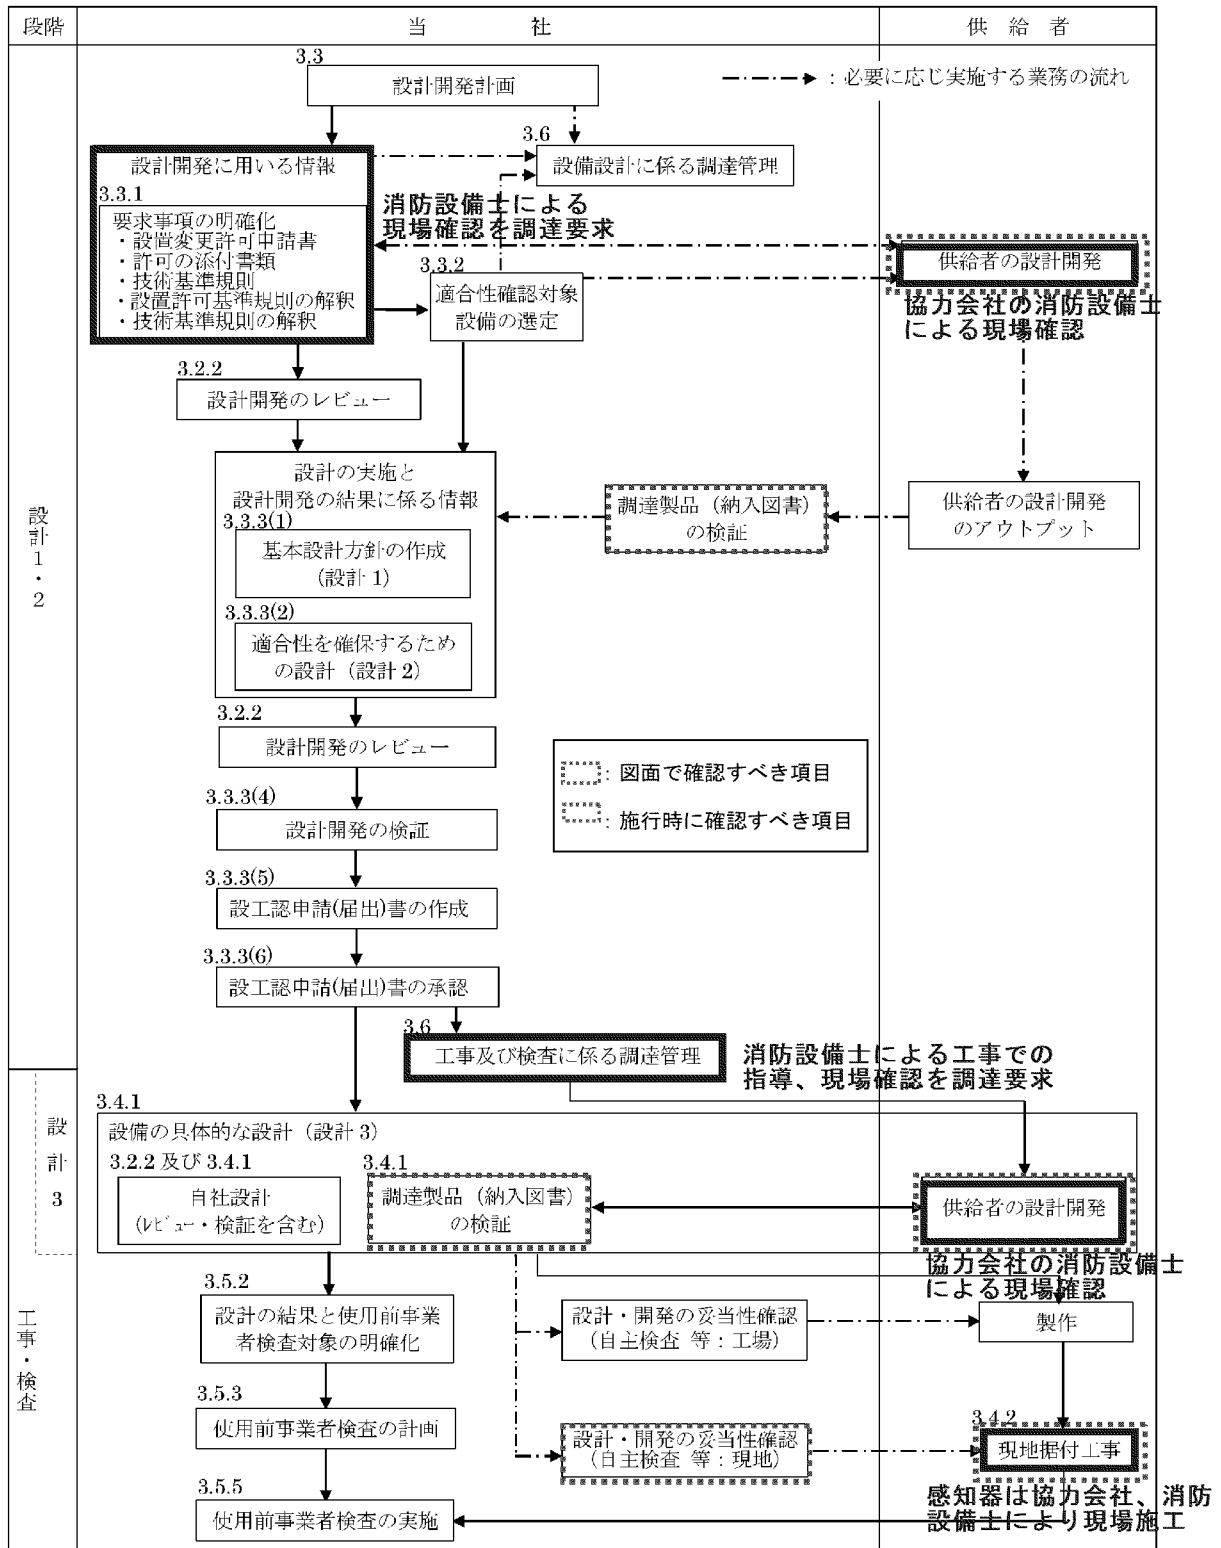 段階
当社
供給者
3.3
設計開発計画
：必要に応じ実施する業務の流れ
3.6
設備設計に係る調達管理
設計開発に用いる情報
3.3.1
要求事項の明確化
・設置変更許可申請書
・許可の添付書類
・技術基準規則
・設置許可基準規則の解釈
・技術基準規則の解釈
消防設備士による
現場確認を調達要求
3.3.2
適合性確認対象
設備の選定
供給者の設計開発
協力会社の消防設備士
による現場確認
3.2.2
設計開発のレビュー
設計の実施と
設計開発の結果に係る情報
3.3.3(1)
基本設計方針の作成
(設計 1)
3.3.3(2)
適合性を確保するため
の設計（設計 2）
調達製品（納入図書）
の検証
供給者の設計開発
のアウトプット
設計1・2
3.2.2
設計開発のレビュー
：図面で確認すべき項目
：施行時に確認すべき項目
3.3.3(4)
設計開発の検証
3.3.3(5)
設工認申請(届出)書の作成
3.3.3(6)
設工認申請(届出)書の承認
3.6
工事及び検査に係る調達管理
消防設備士による工事での
指導、現場確認を調達要求
設計3
3.4.1
設備の具体的な設計（設計 3）
3.2.2 及び 3.4.1
自社設計
(ﾚﾋﾞｭｰ・検証を含む)
3.4.1
調達製品（納入図書）
の検証
供給者の設計開発
協力会社の消防設備士
による現場確認
工事・検査
3.5.2
設計の結果と使用前事業
者検査対象の明確化
設計・開発の妥当性確認
(自主検査 等：工場)
製作
3.5.3
使用前事業者検査の計画
設計・開発の妥当性確認
(自主検査 等：現地)
3.4.2
現地据付工事
感知器は協力会社、消防
設備士により現場施工
3.5.5
使用前事業者検査の実施